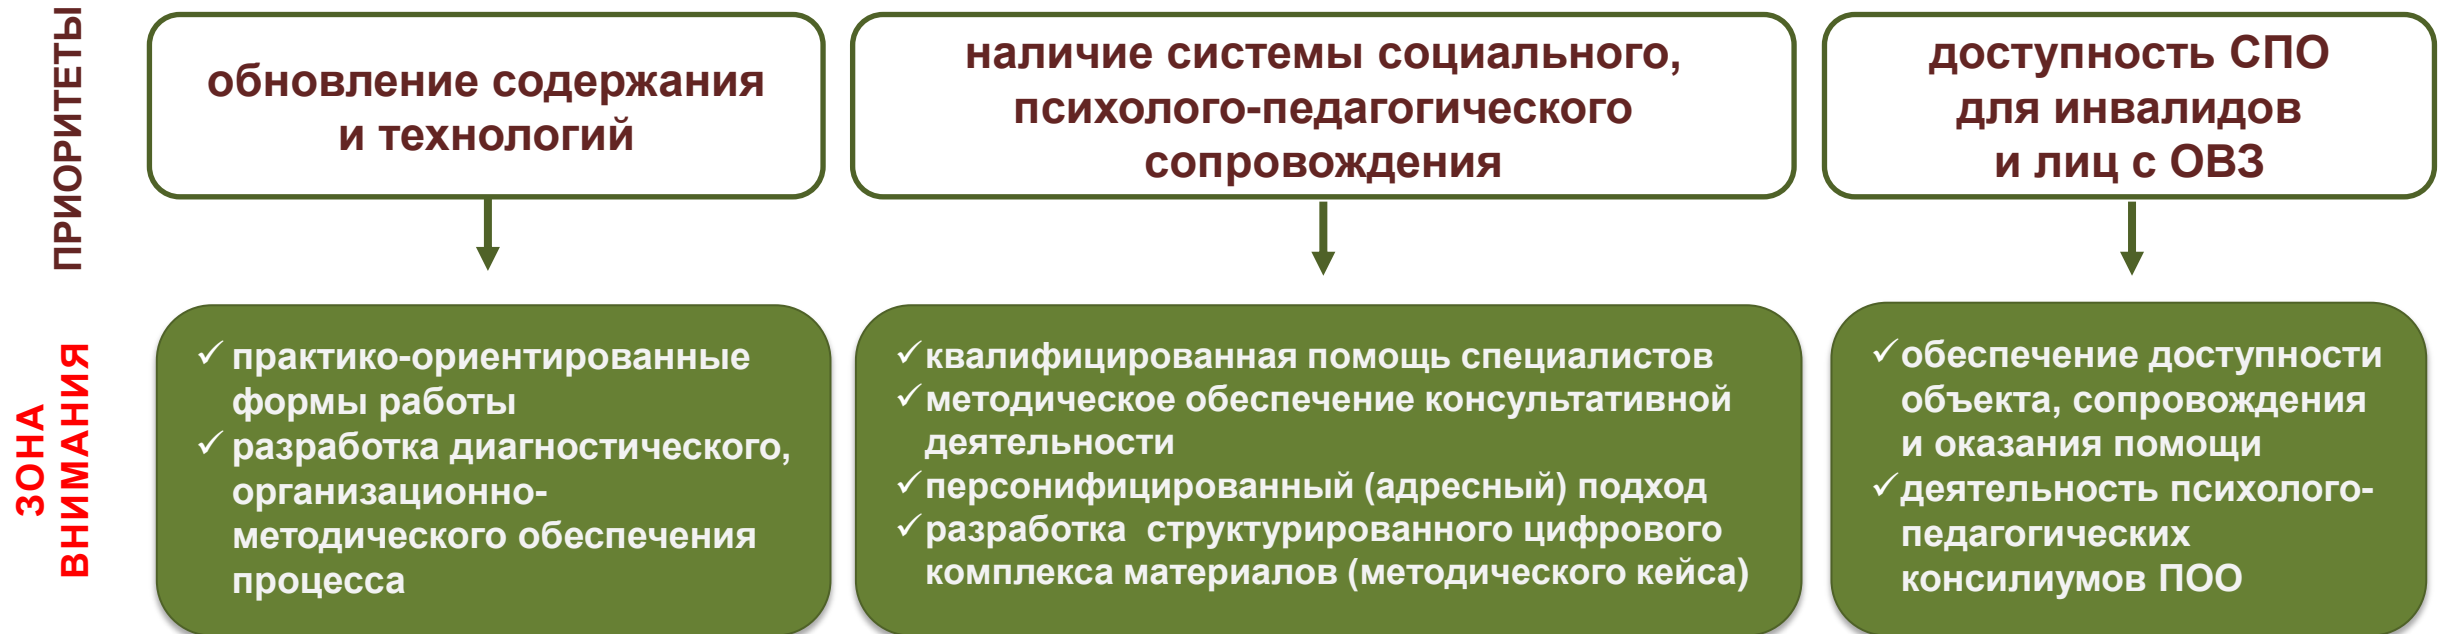 ПРИОРИТЕТЫ
обновление содержания
и технологий
наличие системы социального,
психолого-педагогического
сопровождения
доступность СПО
для инвалидов
и лиц с ОВЗ
ЗОНА
ВНИМАНИЯ
✓ практико-ориентированные
формы работы
✓ разработка диагностического,
организационно-
методического обеспечения
процесса
✓ квалифицированная помощь специалистов
✓ методическое обеспечение консультативной
деятельности
✓ персонифицированный (адресный) подход
✓ разработка структурированного цифрового
комплекса материалов (методического кейса)
✓ обеспечение доступности
объекта, сопровождения
и оказания помощи
✓ деятельность психолого-
педагогических
консилиумов ПОО